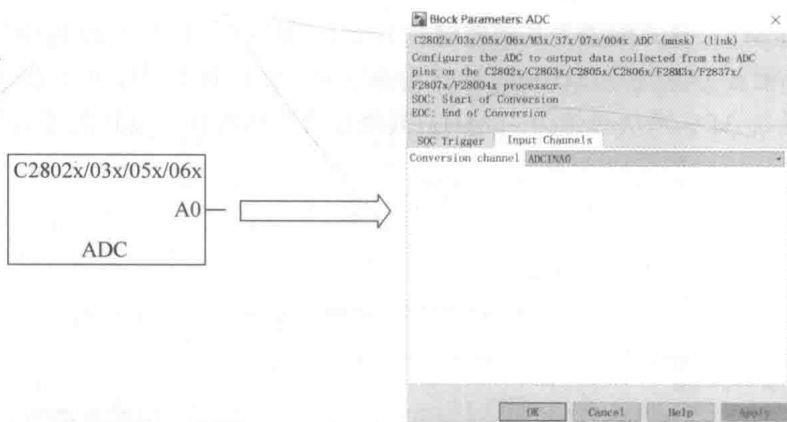 C2802x/03x/05x/06x
A0
ADC
Block Parameters: ADC
C2802x/03x/05x/06x/M3x/37x/07x/004x ADC (mask) (link)
Configures the ADC to output data collected from the ADC
pins on the C2802x/C2803x/C2805x/C2806x/F28M3x/F2837x/
F2807x/F28004x processor.
SOC: Start of Conversion
EOC: End of Conversion
SOC Trigger Input Channels
Conversion channel ADCINA0
OK Cancel Help Apply